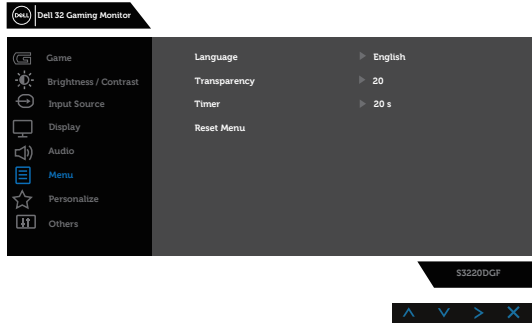 DELL Dell 32 Gaming Monitor
Game
Brightness / Contrast
Input Source
Display
Audio
Menu
Personalize
Others
Language English
Transparency 20
Timer 20 s
Reset Menu
S3220DGF